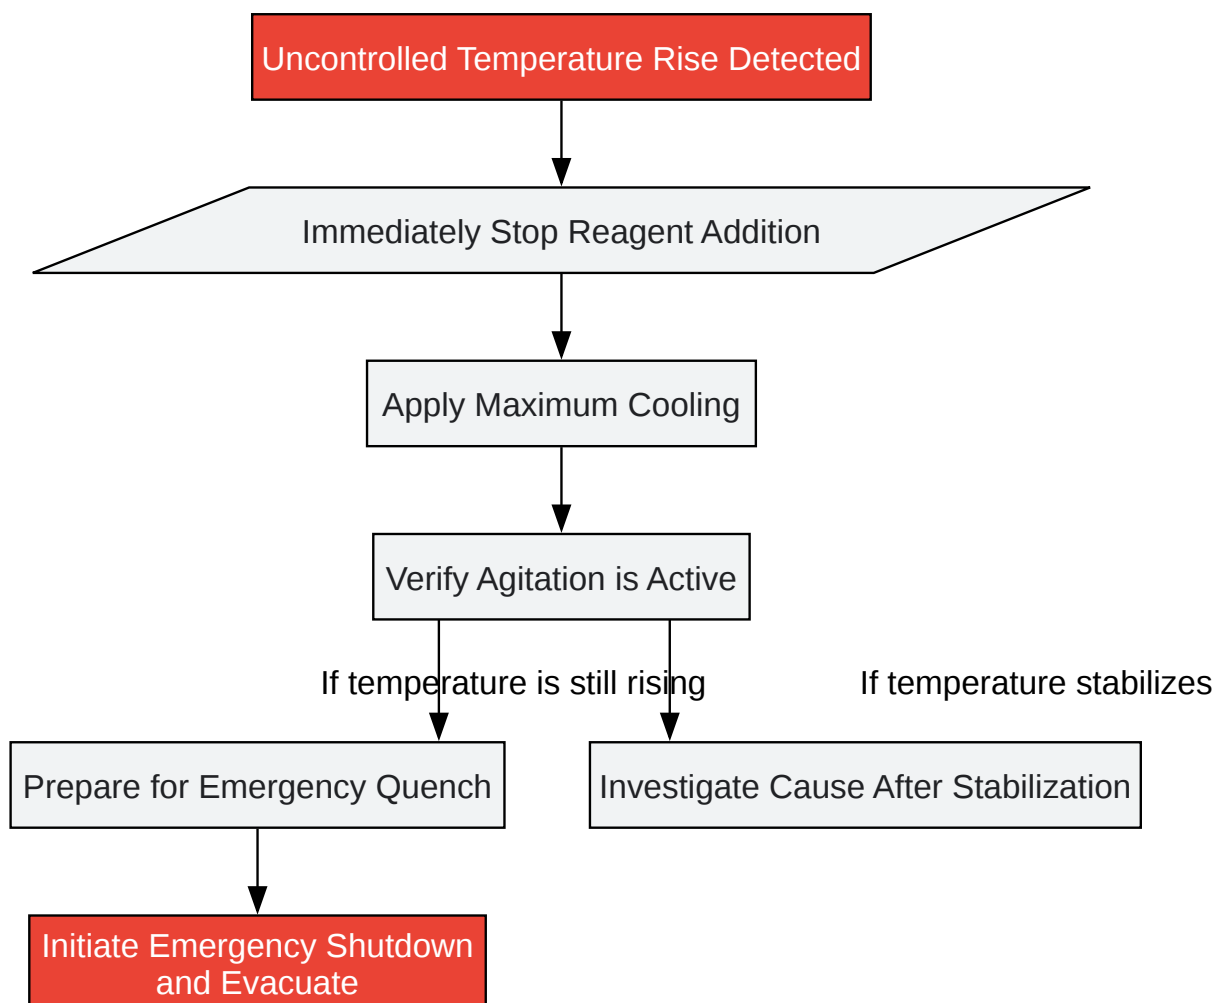 Uncontrolled Temperature Rise Detected
Immediately Stop Reagent Addition
Apply Maximum Cooling
Verify Agitation is Active
If temperature is still rising
If temperature stabilizes
Prepare for Emergency Quench
Investigate Cause After Stabilization
Initiate Emergency Shutdown
and Evacuate